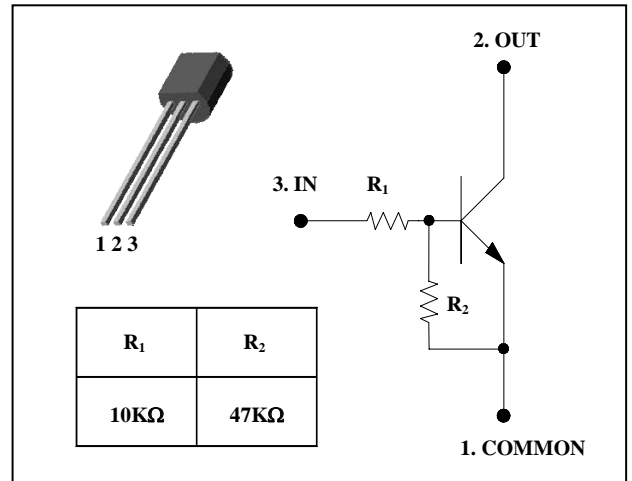 2. OUT
3. IN
R₁
1 2 3
R₂
R₁ R₂
10KΩ 47KΩ
1. COMMON